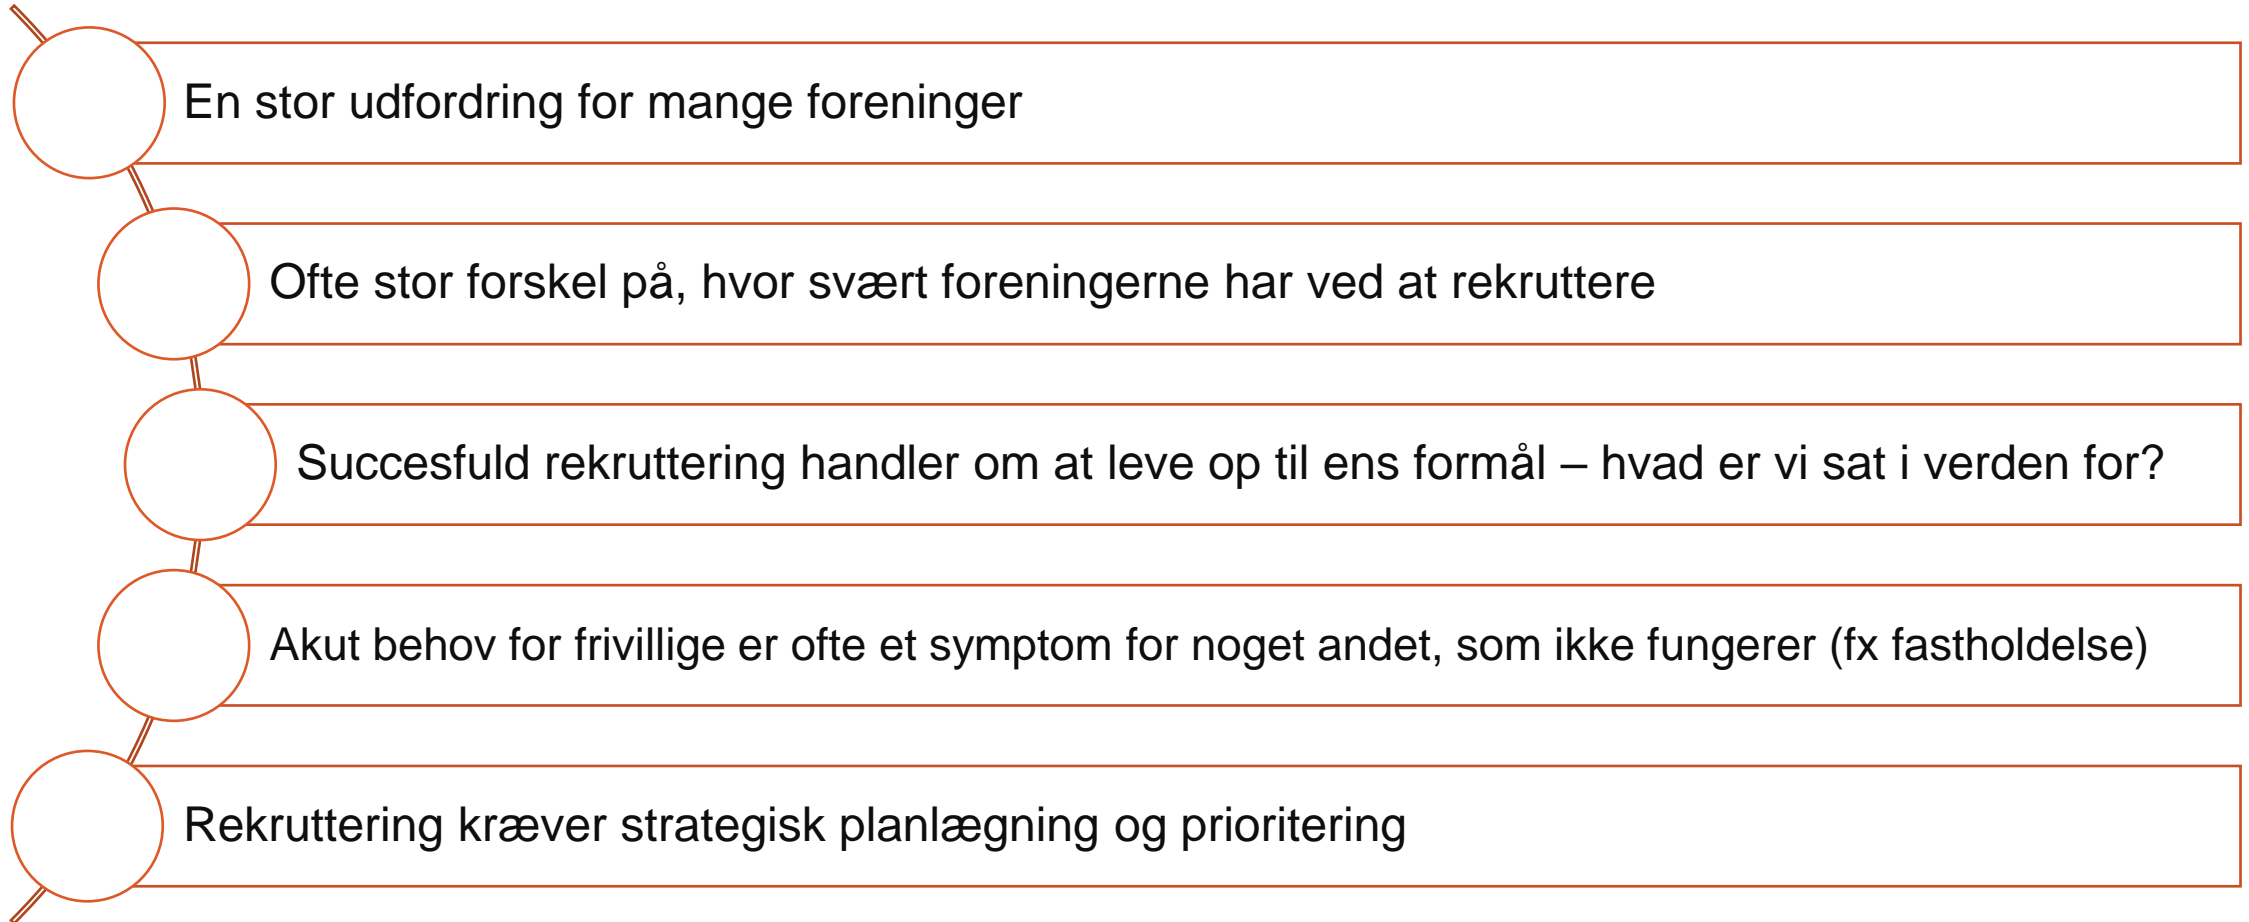 En stor udfordring for mange foreninger
Ofte stor forskel på, hvor svært foreningerne har ved at rekruttere
Succesfuld rekruttering handler om at leve op til ens formål – hvad er vi sat i verden for?
Akut behov for frivillige er ofte et symptom for noget andet, som ikke fungerer (fx fastholdelse)
Rekruttering kræver strategisk planlægning og prioritering